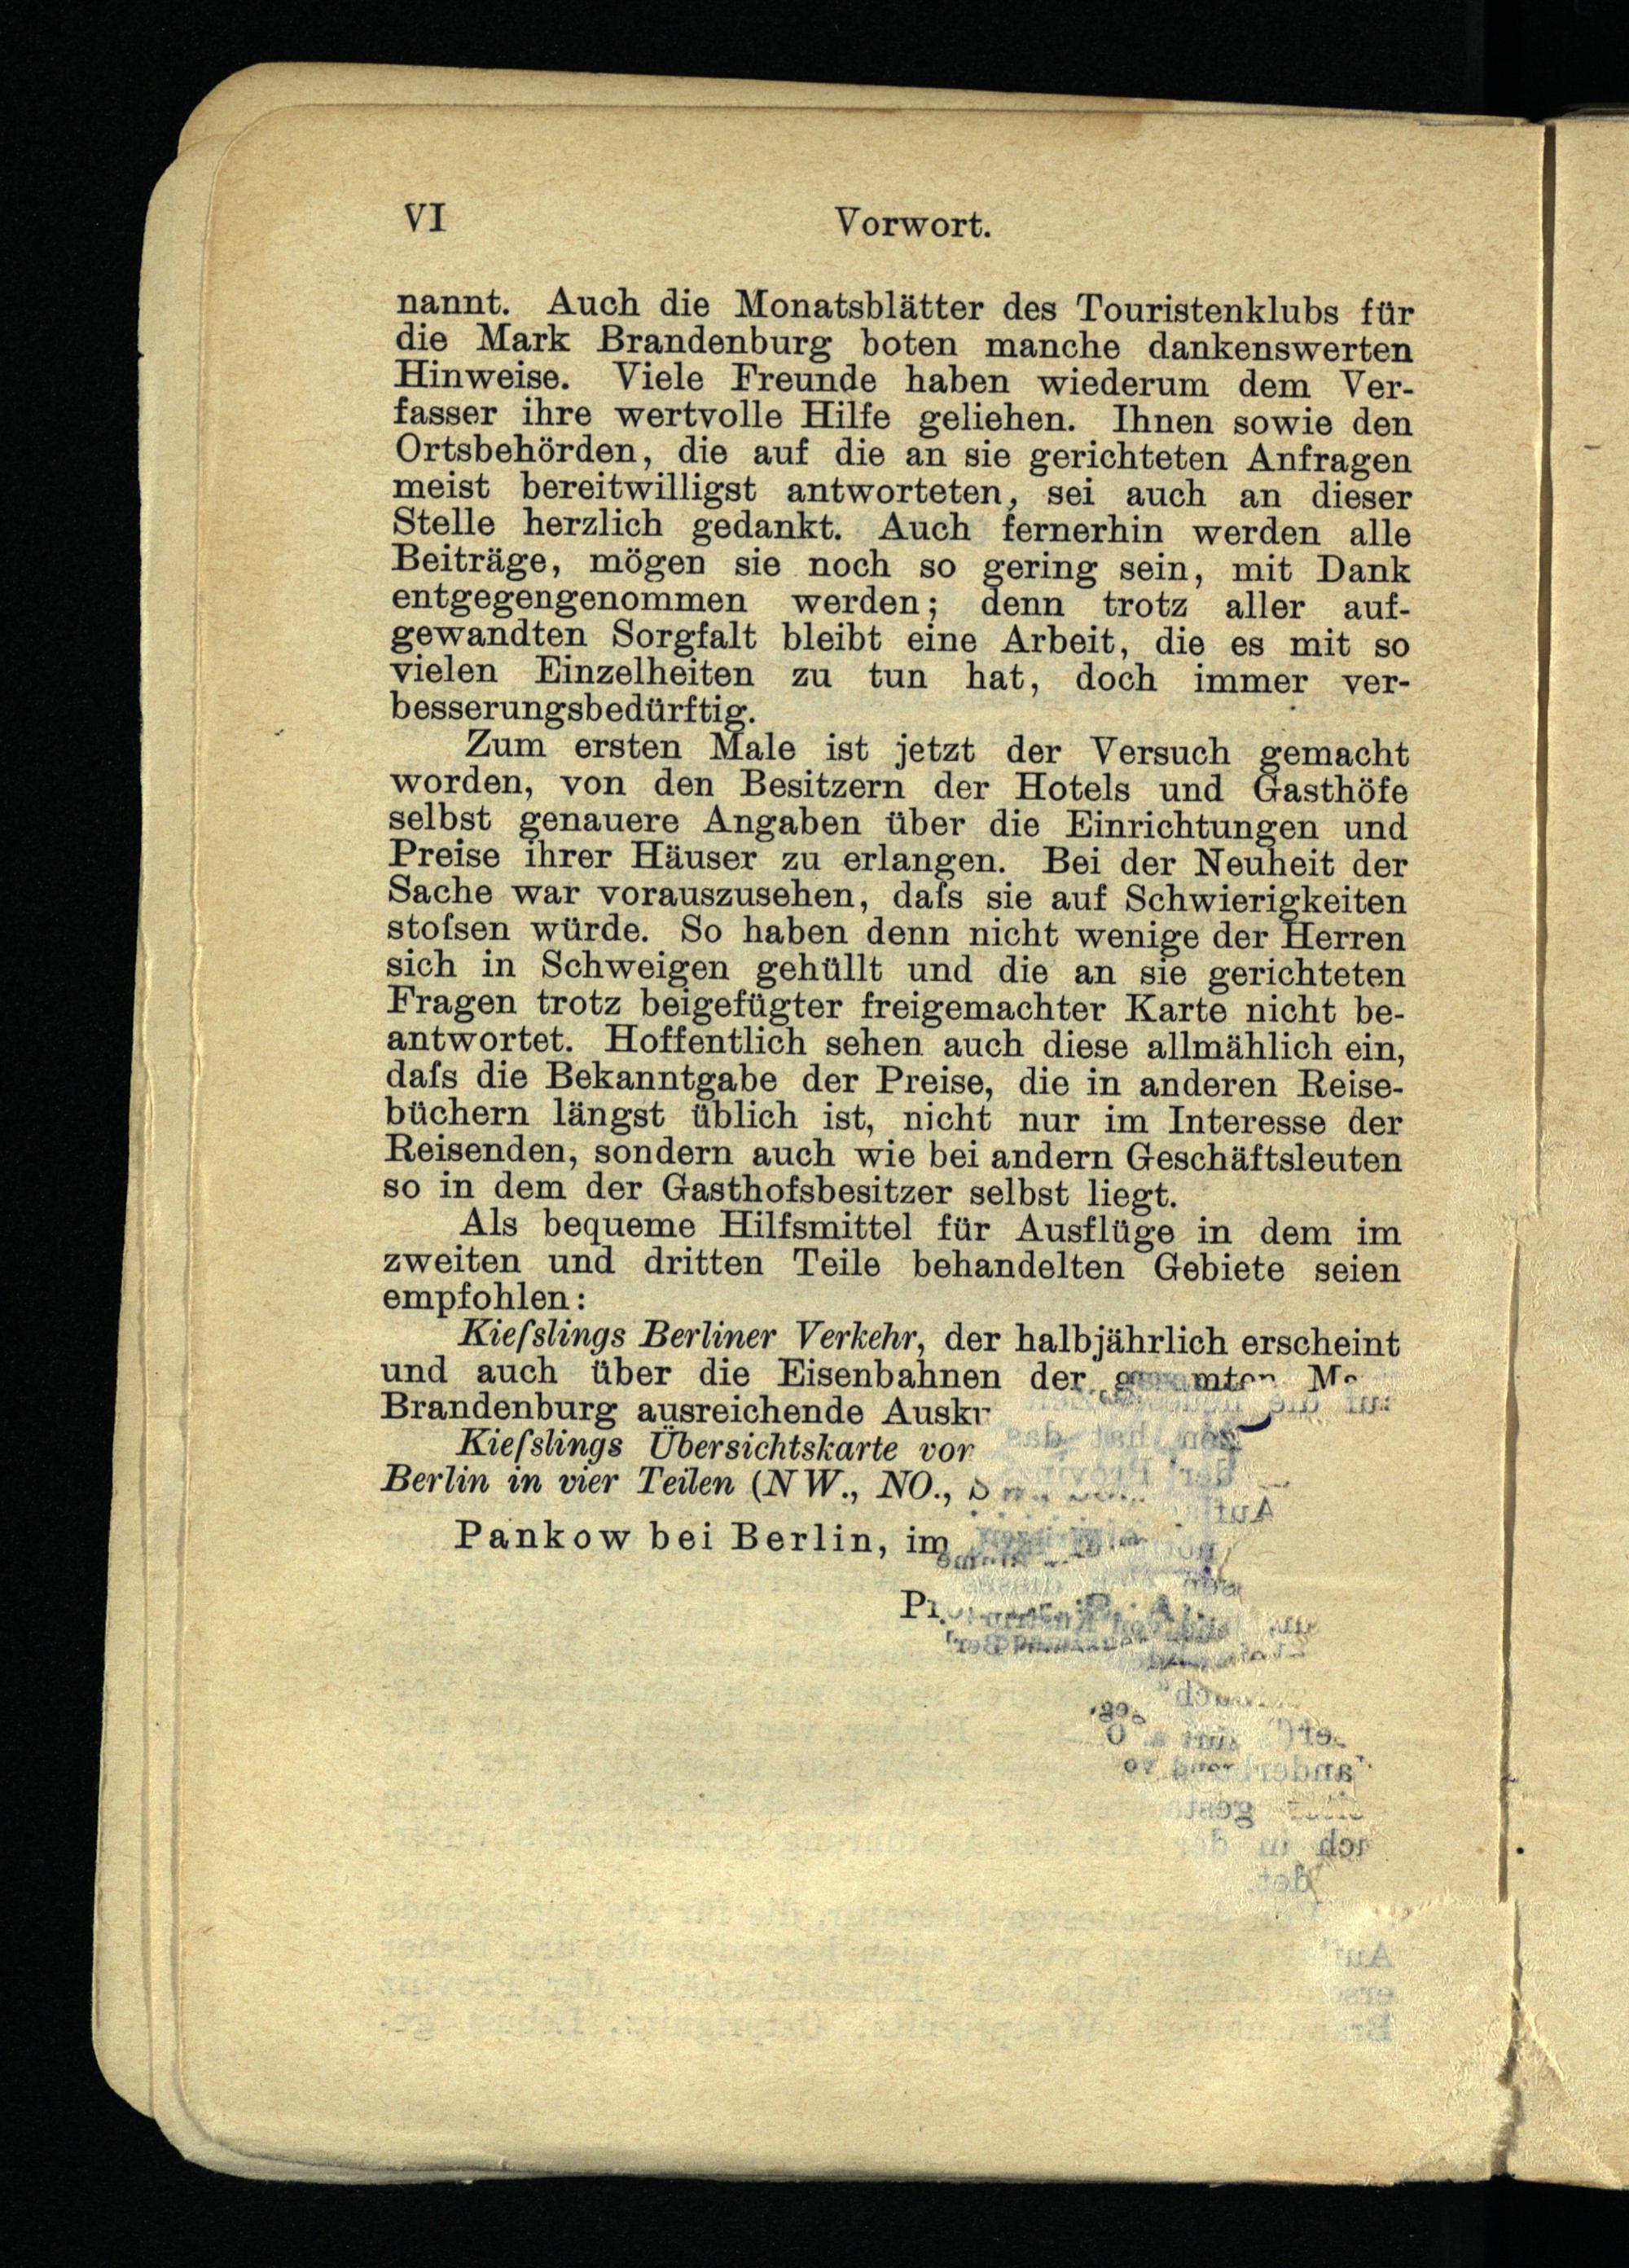 VI Vorwort.
nannt. Auch die Monatsblätter des Touristenklubs für
die Mark Brandenburg boten manche dankenswerten
Hinweise. Viele Freunde haben wiederum dem Ver-
fasser ihre wertvolle Hilfe geliehen. Ihnen sowie den
Ortsbehörden, die auf die an sie gerichteten Anfragen
meist bereitwilligst antworteten, sei auch an dieser
Stelle herzlich gedankt. Auch fernerhin werden alle
Beiträge, mögen sie noch so gering sein, mit Dank
entgegengenommen werden; denn trotz aller auf-
gewandten Sorgfalt bleibt eine Arbeit, die es mit so
vielen Einzelheiten zu tun hat, doch immer ver-
besserungsbedürftig.
Zum ersten Male ist jetzt der Versuch gemacht
worden, von den Besitzern der Hotels und Gasthöfe
selbst genauere Angaben über die Einrichtungen und
Preise ihrer Häuser zu erlangen. Bei der Neuheit der
Sache war vorauszusehen, daſs sie auf Schwierigkeiten
stoſsen würde. So haben denn nicht wenige der Herren
sich in Schweigen gehüllt und die an sie gerichteten
Fragen trotz beigefügter freigemachter Karte nicht be-
antwortet. Hoffentlich sehen auch diese allmählich ein,
daſs die Bekanntgabe der Preise, die in anderen Reise-
büchern längst üblich ist, nicht nur im Interesse der
Reisenden, sondern auch wie bei andern Geschäftsleuten
so in dem der Gasthofsbesitzer selbst liegt.
Als bequeme Hilfsmittel für Ausflüge in dem im
zweiten und dritten Teile behandelten Gebiete seien
empfohlen:
Kieſslings Berliner Verkehr, der halbjährlich erscheint
und auch über die Eisenbahnen der
Brandenburg ausreichende
Kieſslings Übersichtskarte
Berlin in vier Teilen (NW., NO.,
Pankow bei Berlin, im